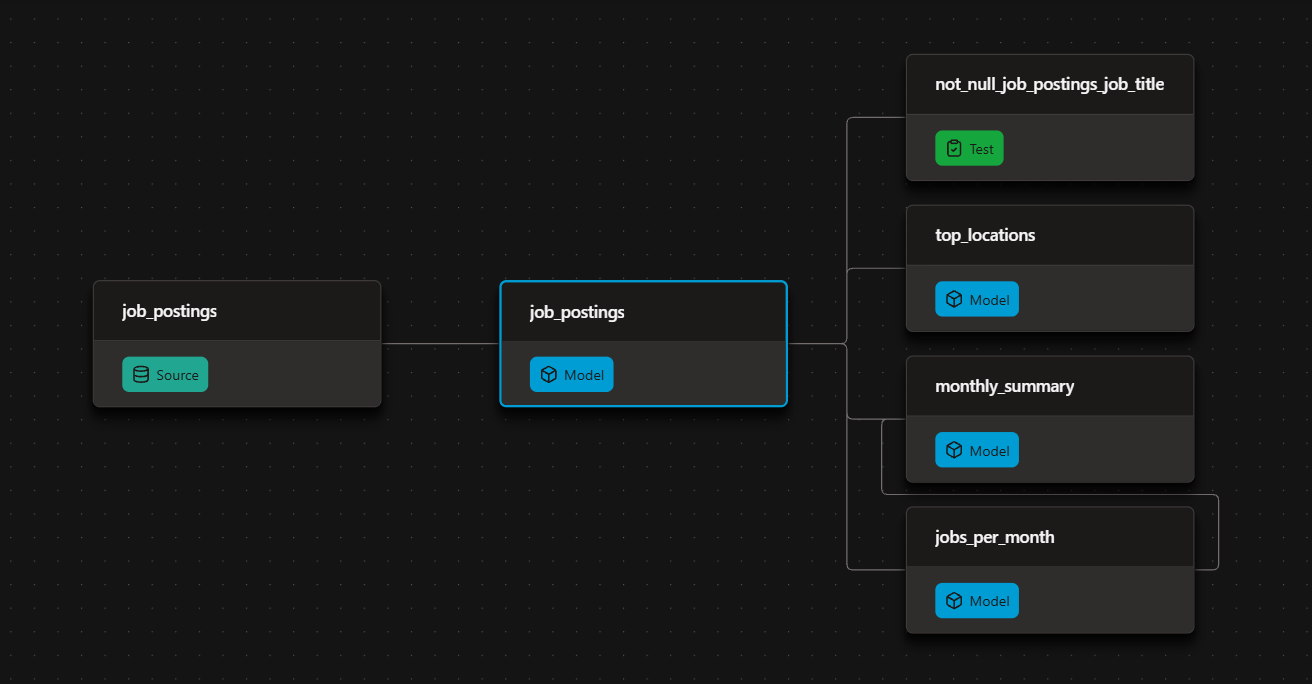 job_postings
Source
job_postings
Model
not_null_job_postings_job_title
Test
top_locations
Model
monthly_summary
Model
jobs_per_month
Model